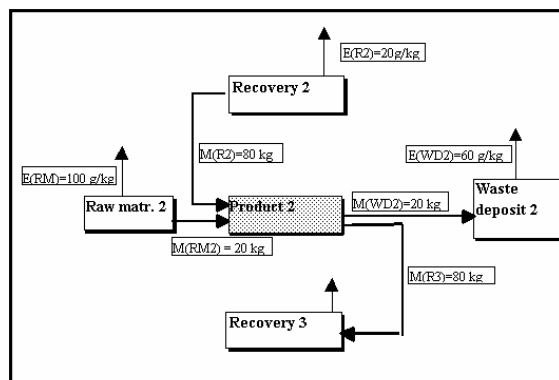 E(R2)=20g/kg
Recovery 2
M(R2)=80 kg
E(WD2)=60 g/kg
E(RM)=100 g/kg
Raw matr. 2
Product 2
Waste
deposit 2
M(WD2)=20 kg
M(RM2) = 20 kg
M(R3)=80 kg
Recovery 3